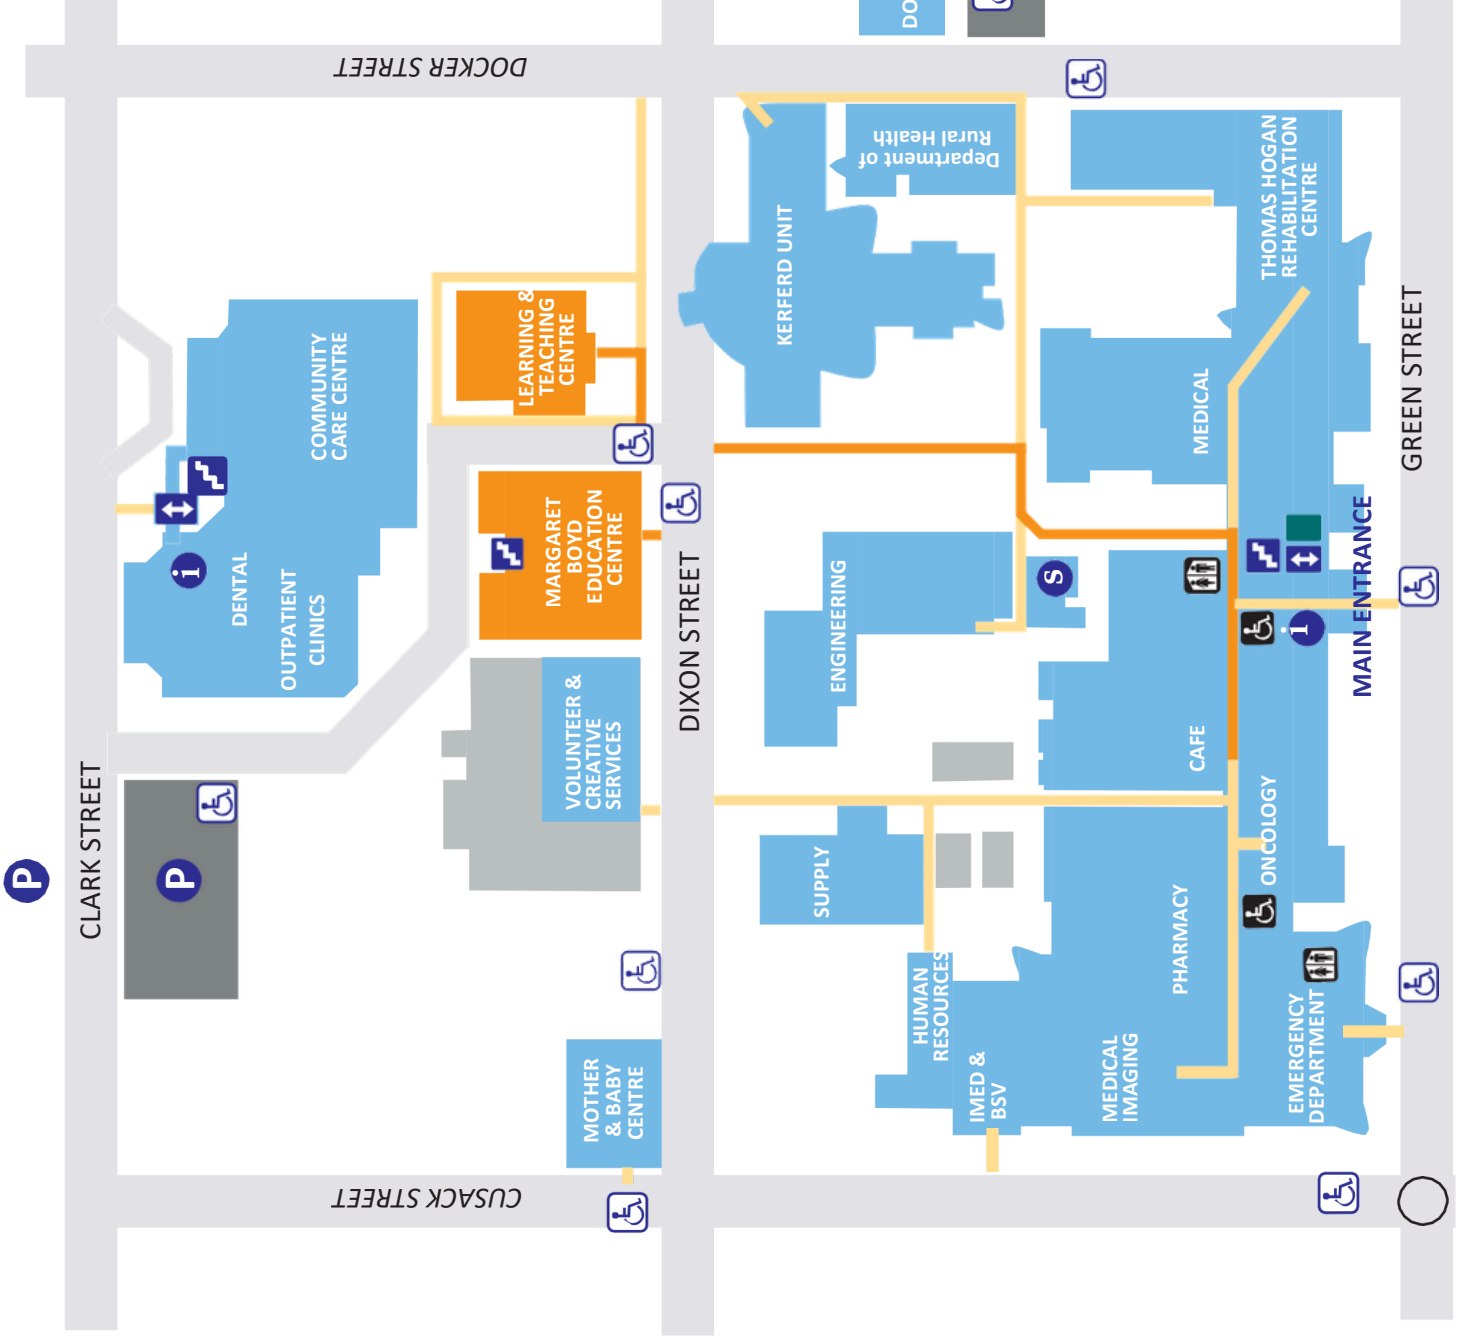 DO
DOCKER STREET
Department of
Rural Health
THOMAS HOGAN
REHABILITATION
CENTRE
KERFERD UNIT
LEARNING &
TEACHING
CENTRE
COMMUNITY
CARE CENTRE
MEDICAL
GREEN STREET
MARGARET
BOYD
EDUCATION
CENTRE
i
DENTAL
OUTPATIENT
CLINICS
DIXON STREET
ENGINEERING
S
i
MAIN ENTRANCE
VOLUNTEER &
CREATIVE
SERVICES
CAFE
CLARK STREET
P
P
SUPPLY
ONCOLOGY
PHARMACY
HUMAN
RESOURCES
IMED &
BSV
MEDICAL
IMAGING
EMERGENCY
DEPARTMENT
MOTHER
& BABY
CENTRE
CUSACK STREET